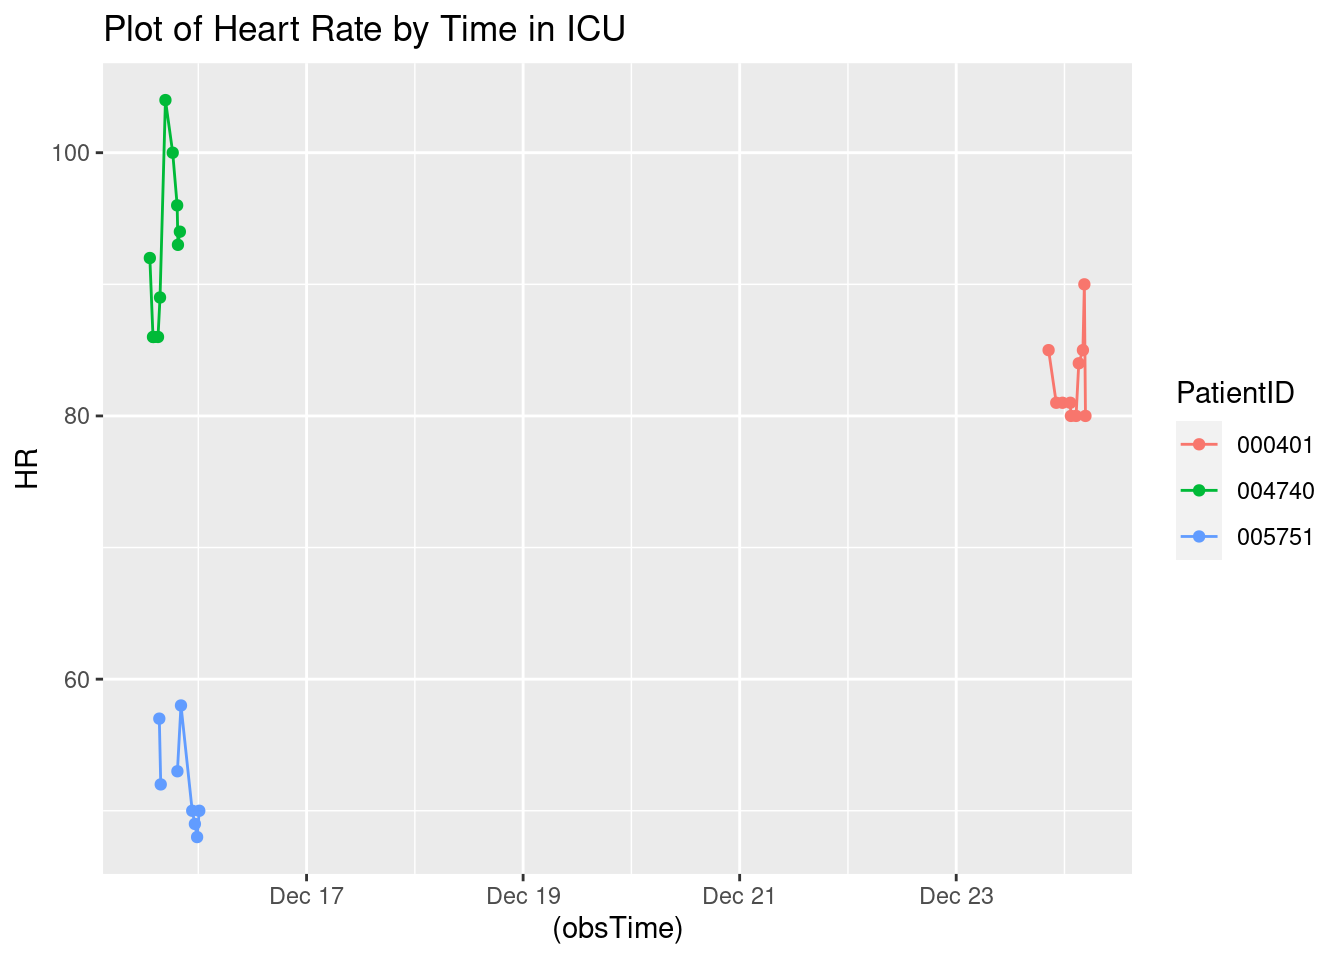 Plot of Heart Rate by Time in ICU
100
80
60
HR
Dec 17
Dec 19
Dec 21
Dec 23
(obsTime)
PatientID
000401
004740
005751